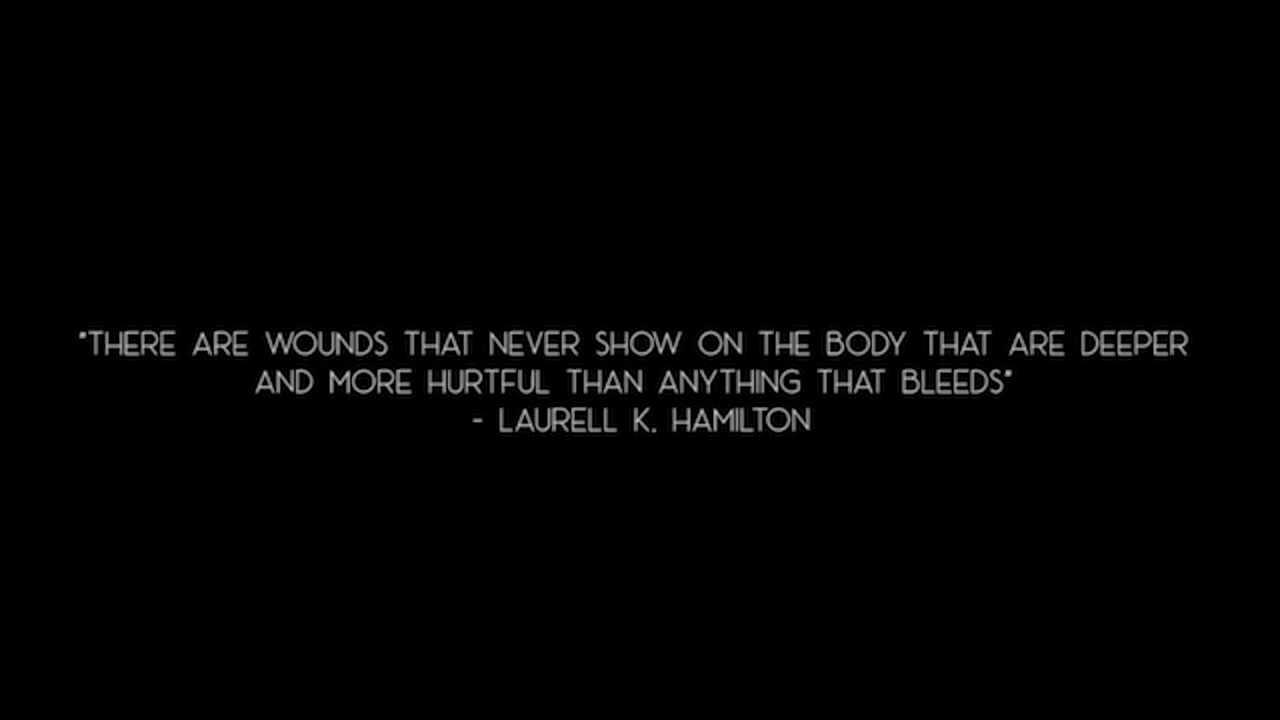 "THERE ARE WOUNDS THAT NEVER SHOW ON THE BODY THAT ARE DEEPER
AND MORE HURTFUL THAN ANYTHING THAT BLEEDS"
- LAURELL K. HAMILTON